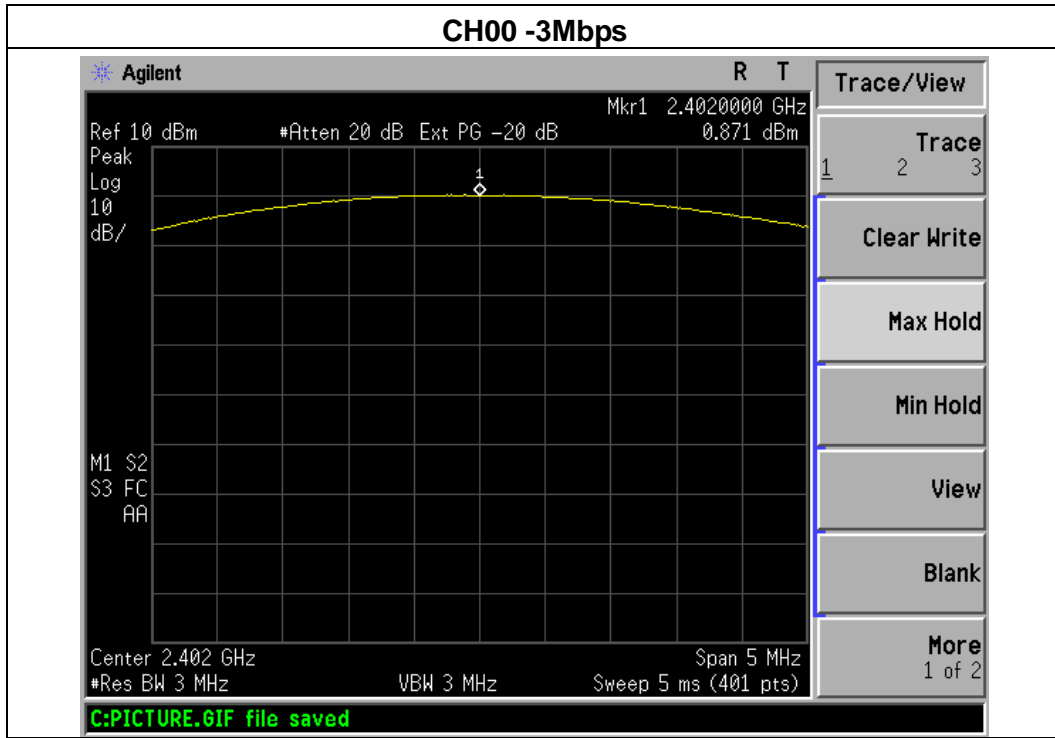 CH00 -3Mbps
Agilent R T
Mkr1 2.4020000 GHz
Ref 10 dBm #Atten 20 dB Ext PG -20 dB 0.871 dBm
Peak
Log
10
dB/
1
M1 S2
S3 FC
AA
Center 2.402 GHz Span 5 MHz
#Res BW 3 MHz VBW 3 MHz Sweep 5 ms (401 pts)
C:PICTURE.GIF file saved
Trace/View
Trace
1 2 3
Clear Write
Max Hold
Min Hold
View
Blank
More
1 of 2